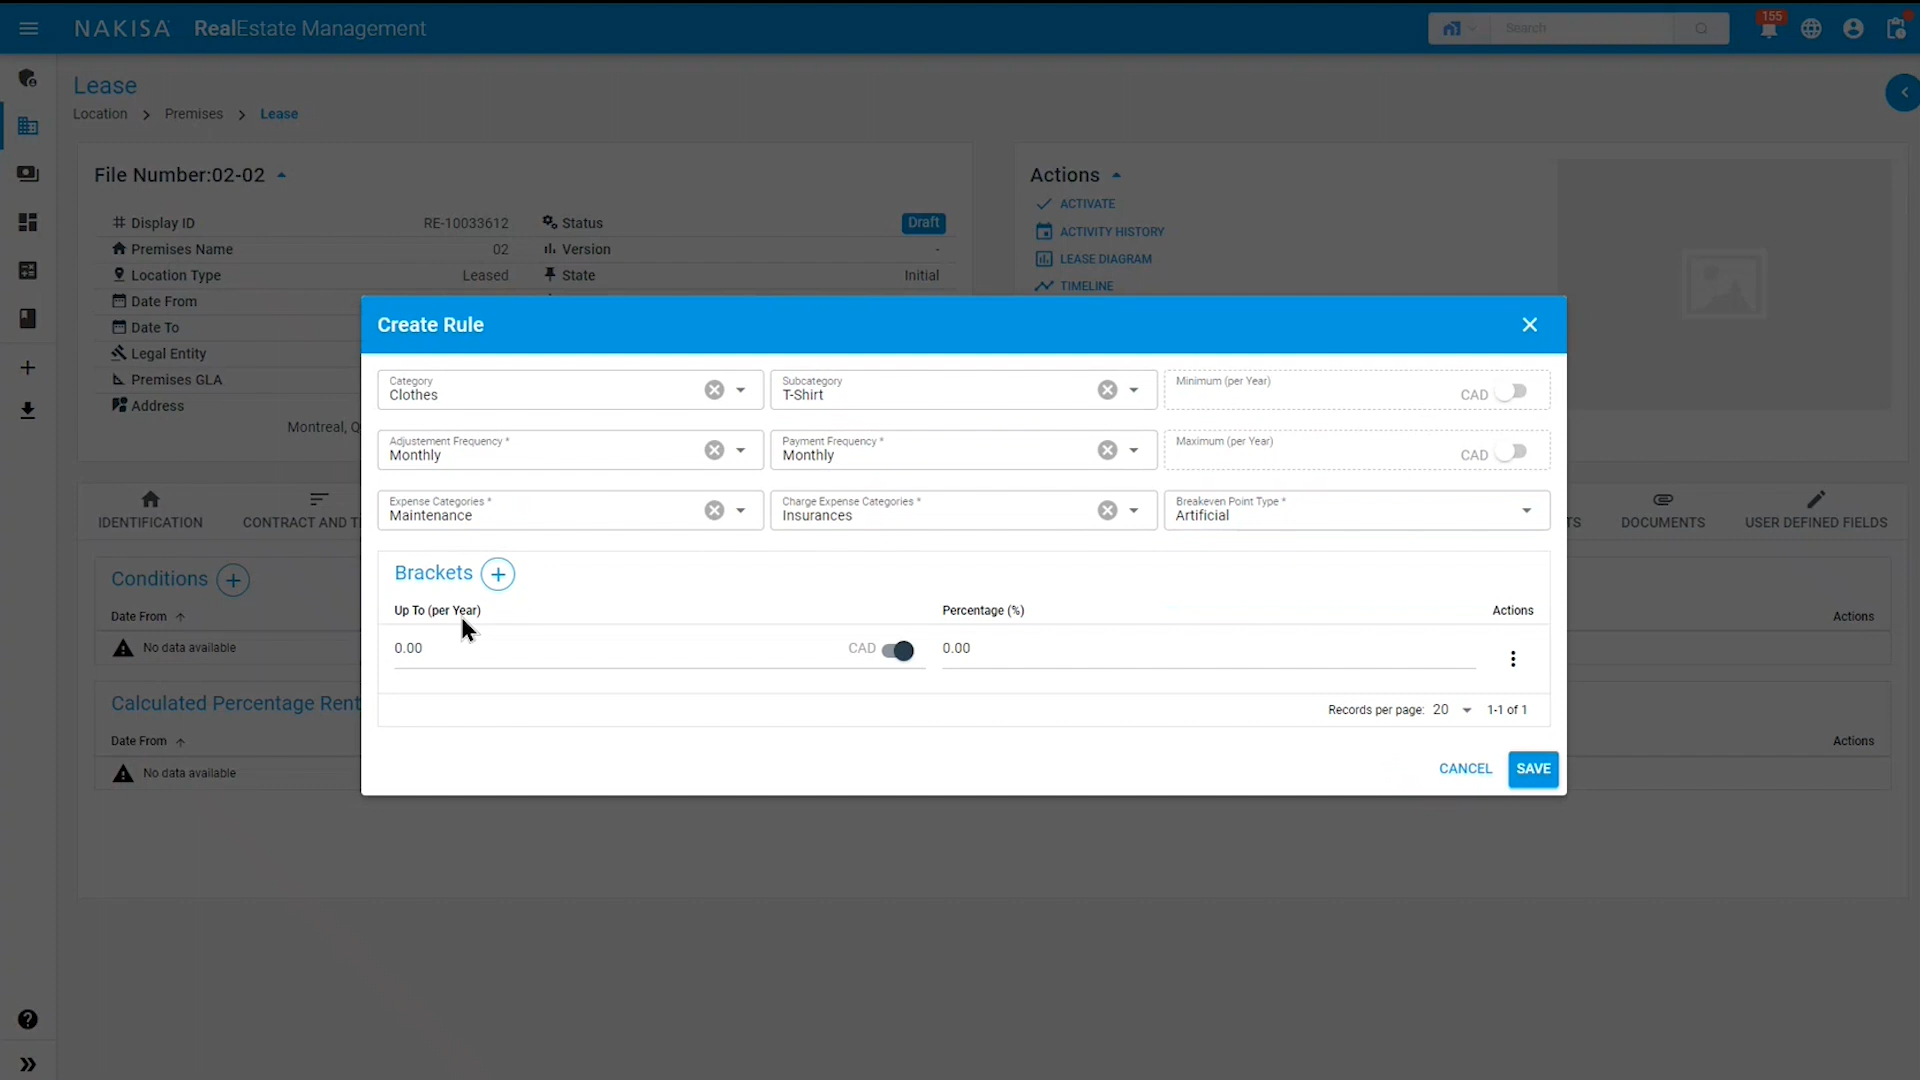 NAKISA RealEstate Management
Search
155
Lease
Location > Premises > Lease
File Number:02-02
Display ID RE-10033612 Status Draft
Premises Name 02 Version -
Location Type Leased State Initial
Date From
Date To
Legal Entity
Premises GLA
Address
Montreal, Q
Actions
ACTIVATE
ACTIVITY HISTORY
LEASE DIAGRAM
TIMELINE
Create Rule
Category
Clothes
Subcategory
T-Shirt
Minimum (per Year)
CAD
Adjustement Frequency *
Monthly
Payment Frequency *
Monthly
Maximum (per Year)
CAD
Expense Categories *
Maintenance
Charge Expense Categories *
Insurances
Breakeven Point Type *
Artificial
Brackets
Up To (per Year) Percentage (%) Actions
0.00 CAD 0.00
Records per page: 20 1-1 of 1
CANCEL SAVE
IDENTIFICATION CONTRACT AND T TS DOCUMENTS USER DEFINED FIELDS
Conditions
Date From Actions
No data available
Calculated Percentage Rent
Date From Actions
No data available